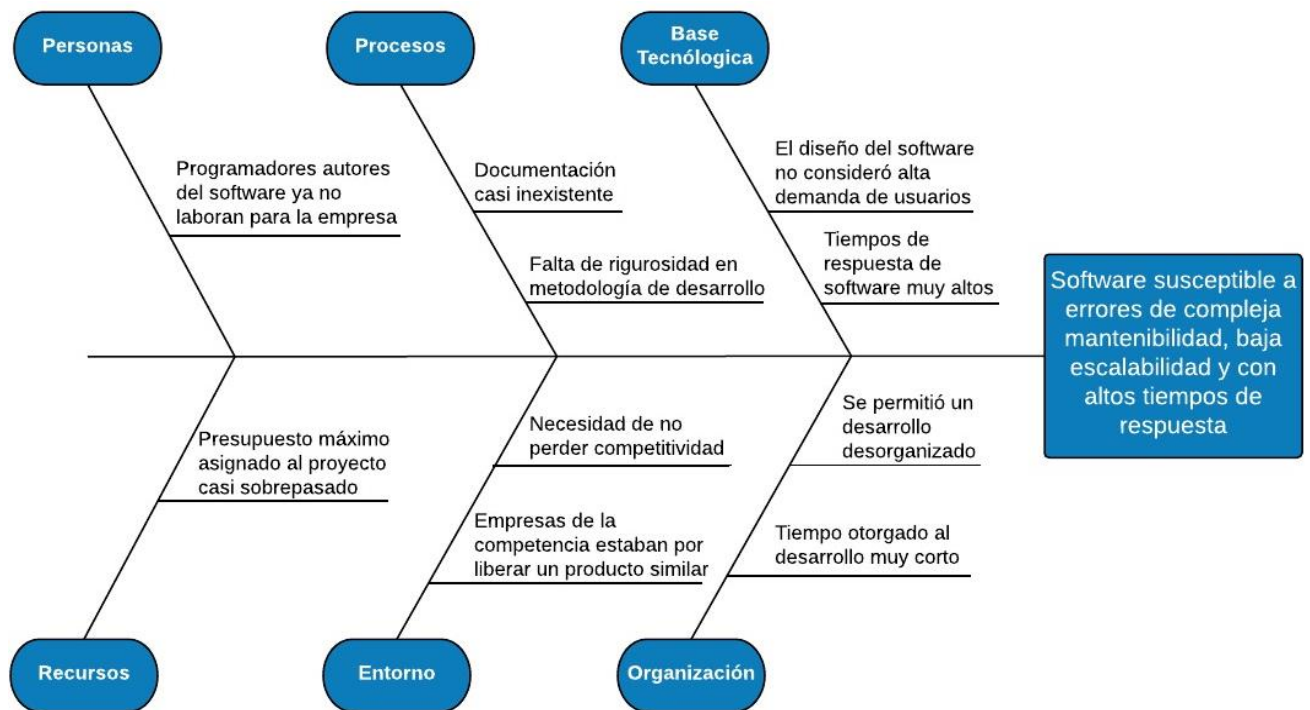 Personas
Procesos
Base
Tecnólogica
Programadores autores
del software ya no
laboran para la empresa
Documentación
casi inexistente
Falta de rigurosidad en
metodología de desarrollo
El diseño del software
no consideró alta
demanda de usuarios
Tiempos de
respuesta de
software muy altos
Software susceptible a
errores de compleja
mantenibilidad, baja
escalabilidad y con
altos tiempos de
respuesta
Presupuesto máximo
asignado al proyecto
casi sobrepasado
Necesidad de no
perder competitividad
Empresas de la
competencia estaban por
liberar un producto similar
Se permitió un
desarrollo
desorganizado
Tiempo otorgado al
desarrollo muy corto
Recursos
Entorno
Organización